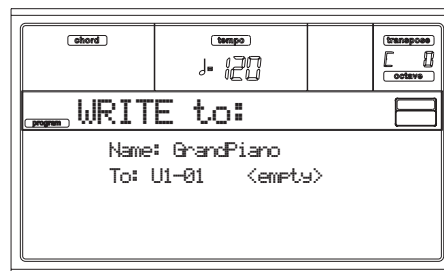 chord
tempo
transpose
♩= 120
C 0
octave
program
WRITE to:
Name: GrandPiano
To: U1-01 <empty>